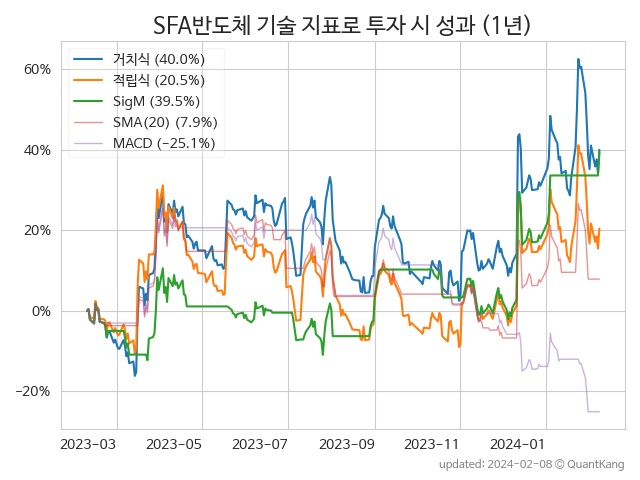 SFA반도체 기술 지표로 투자 시 성과 (1년)
거치식 (40.0%)
적립식 (20.5%)
SigM (39.5%)
SMA(20) (7.9%)
MACD (−25.1%)
60%
40%
20%
0%
−20%
2023-03 2023-05 2023-07 2023-09 2023-11 2024-01
updated: 2024-02-08 © QuantKang